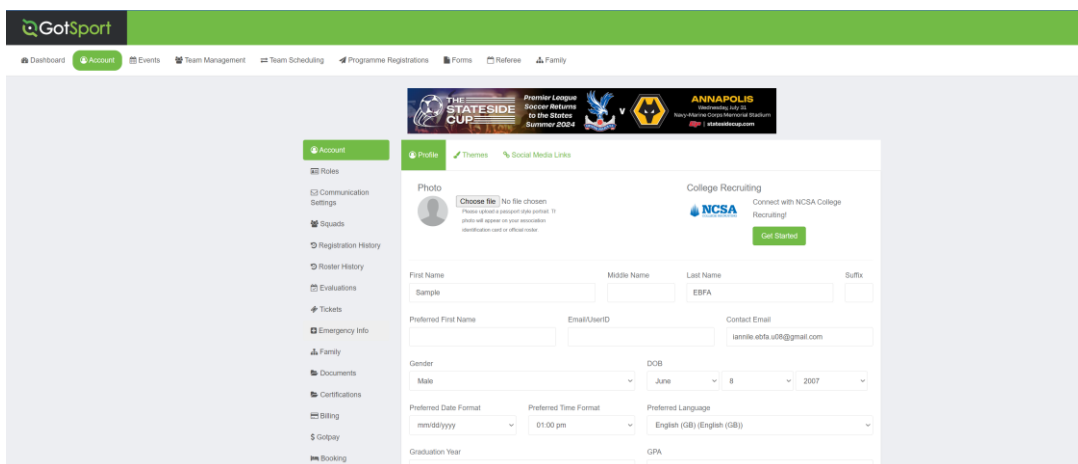 GotSport
Dashboard Account Events Team Management Team Scheduling Programme Registrations Forms Referee Family
THE STATESIDE CUP
Premier League Soccer Returns to the States Summer 2024
V
ANNAPOLIS
Wednesday, July 31
Navy-Marine Corps Memorial Stadium
statesidecup.com
Account
Roles
Communication Settings
Squads
Registration History
Roster History
Evaluations
Tickets
Emergency Info
Family
Documents
Certifications
Billing
Gotpay
Booking
Profile Themes Social Media Links
Photo
Choose file No file chosen
Please upload a passport style portrait. Th
photo will appear on your association
identification card or official roster
College Recruiting
NCSA
Connect with NCSA College
Recruiting!
Get Started
First Name Middle Name Last Name Suffix
Sample EBFA
Preferred First Name Email/UserID Contact Email
iannile.ebfa.u08@gmail.com
Gender DOB
Male June 8 2007
Preferred Date Format Preferred Time Format Preferred Language
mm/dd/yyyy 01:00 pm English (GB) (English (GB))
Graduation Year GPA